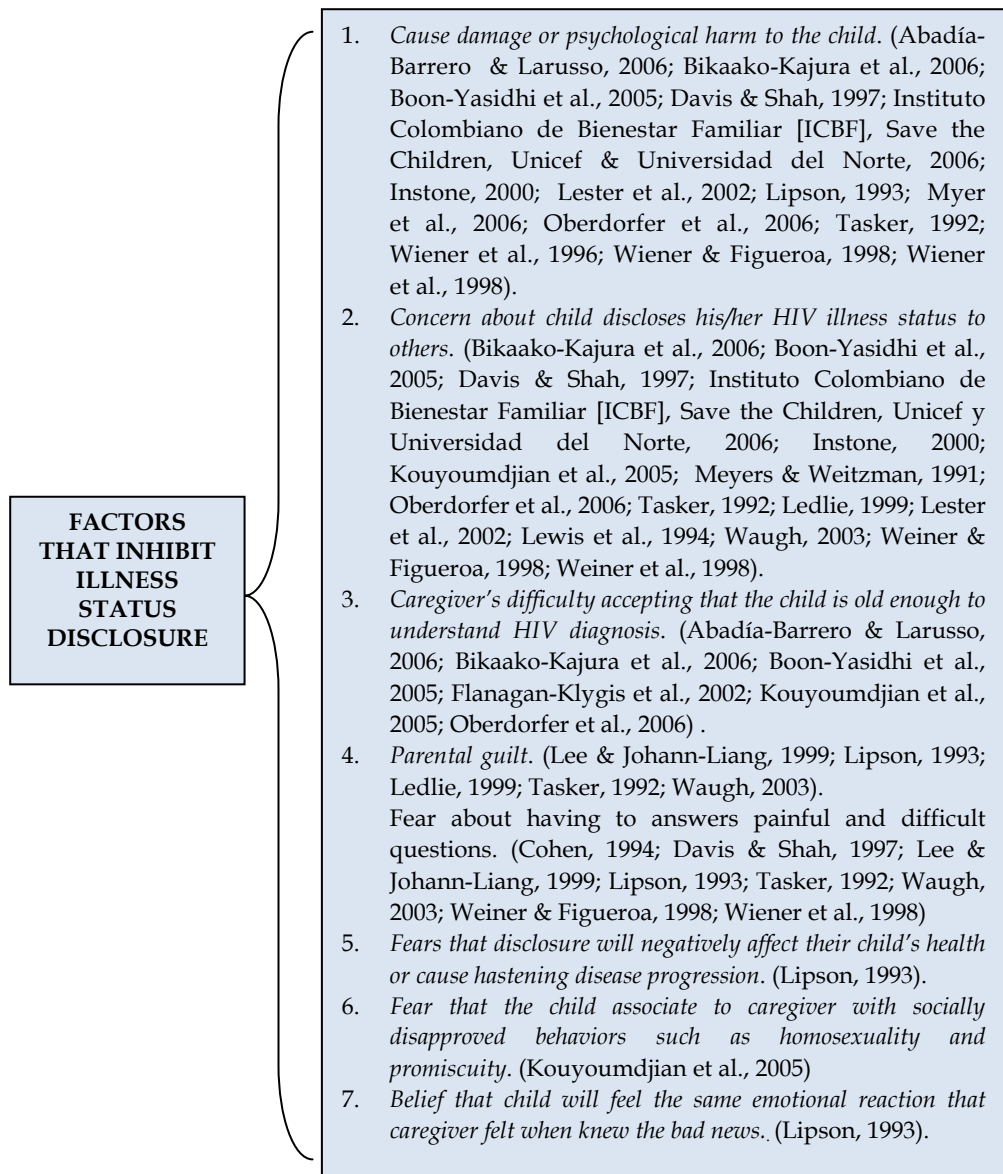 FACTORS
THAT INHIBIT
ILLNESS
STATUS
DISCLOSURE
1. Cause damage or psychological harm to the child. (Abadía-
Barrero & Larusso, 2006; Bikaako-Kajura et al., 2006;
Boon-Yasidhi et al., 2005; Davis & Shah, 1997; Instituto
Colombiano de Bienestar Familiar [ICBF], Save the
Children, Unicef & Universidad del Norte, 2006;
Instone, 2000; Lester et al., 2002; Lipson, 1993; Myer
et al., 2006; Oberdorfer et al., 2006; Tasker, 1992;
Wiener et al., 1996; Wiener & Figueroa, 1998; Wiener
et al., 1998).
2. Concern about child discloses his/her HIV illness status to
others. (Bikaako-Kajura et al., 2006; Boon-Yasidhi et al.,
2005; Davis & Shah, 1997; Instituto Colombiano de
Bienestar Familiar [ICBF], Save the Children, Unicef y
Universidad del Norte, 2006; Instone, 2000;
Kouyoumdjian et al., 2005; Meyers & Weitzman, 1991;
Oberdorfer et al., 2006; Tasker, 1992; Ledlie, 1999; Lester
et al., 2002; Lewis et al., 1994; Waugh, 2003; Weiner &
Figueroa, 1998; Weiner et al., 1998).
3. Caregiver's difficulty accepting that the child is old enough to
understand HIV diagnosis. (Abadía-Barrero & Larusso,
2006; Bikaako-Kajura et al., 2006; Boon-Yasidhi et al.,
2005; Flanagan-Klygis et al., 2002; Kouyoumdjian et al.,
2005; Oberdorfer et al., 2006) .
4. Parental guilt. (Lee & Johann-Liang, 1999; Lipson, 1993;
Ledlie, 1999; Tasker, 1992; Waugh, 2003).
Fear about having to answers painful and difficult
questions. (Cohen, 1994; Davis & Shah, 1997; Lee &
Johann-Liang, 1999; Lipson, 1993; Tasker, 1992; Waugh,
2003; Weiner & Figueroa, 1998; Wiener et al., 1998)
5. Fears that disclosure will negatively affect their child's health
or cause hastening disease progression. (Lipson, 1993).
6. Fear that the child associate to caregiver with socially
disapproved behaviors such as homosexuality and
promiscuity. (Kouyoumdjian et al., 2005)
7. Belief that child will feel the same emotional reaction that
caregiver felt when knew the bad news.. (Lipson, 1993).